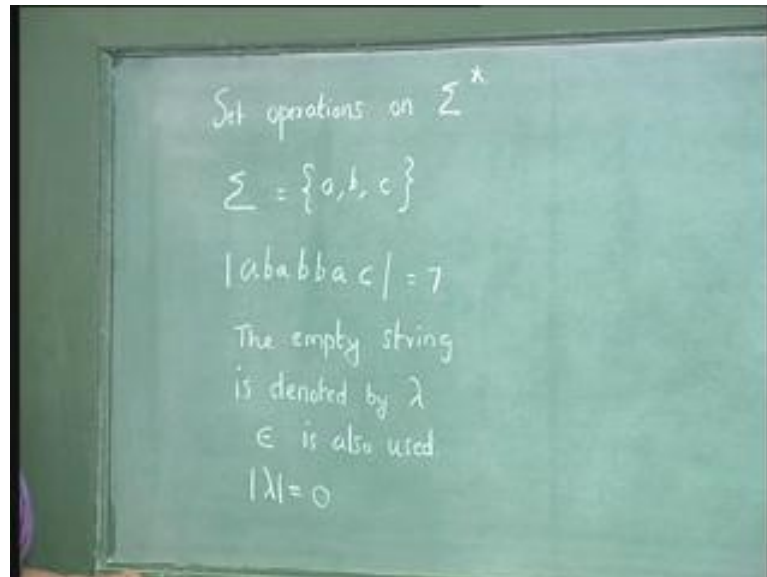 Set operations on Σ*
Σ = {a, b, c}
|ababbac| = 7
The empty string
is denoted by λ
ϵ is also used
|λ| = 0